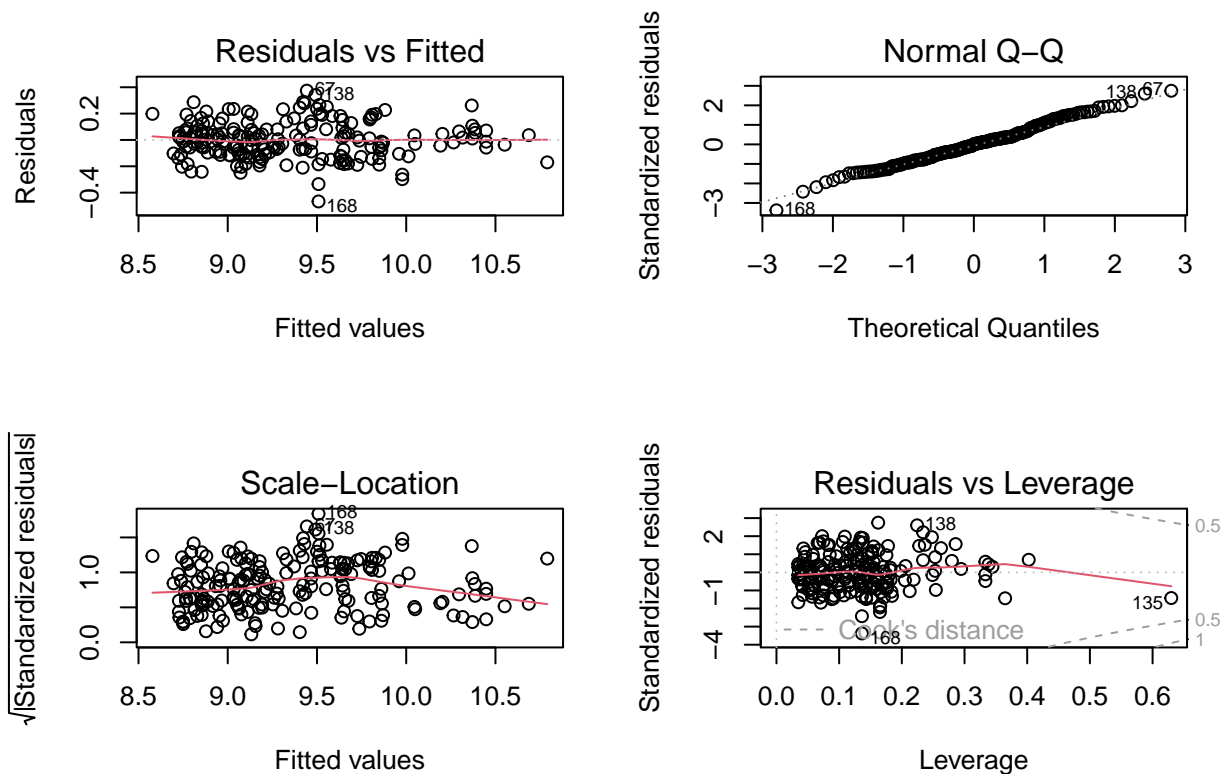 Residuals vs Fitted
Residuals
0.2
−0.4
67
138
168
8.5 9.0 9.5 10.0 10.5
Fitted values
Normal Q−Q
Standardized residuals
2
0
−3
138 67
168
−3 −2 −1 0 1 2 3
Theoretical Quantiles
Scale−Location
√|Standardized residuals|
1.0
0.0
168
67
138
8.5 9.0 9.5 10.0 10.5
Fitted values
Residuals vs Leverage
Standardized residuals
2
−1
−4
138
135
168
Cook's distance
0.5
0.5
1
0.0 0.1 0.2 0.3 0.4 0.5 0.6
Leverage